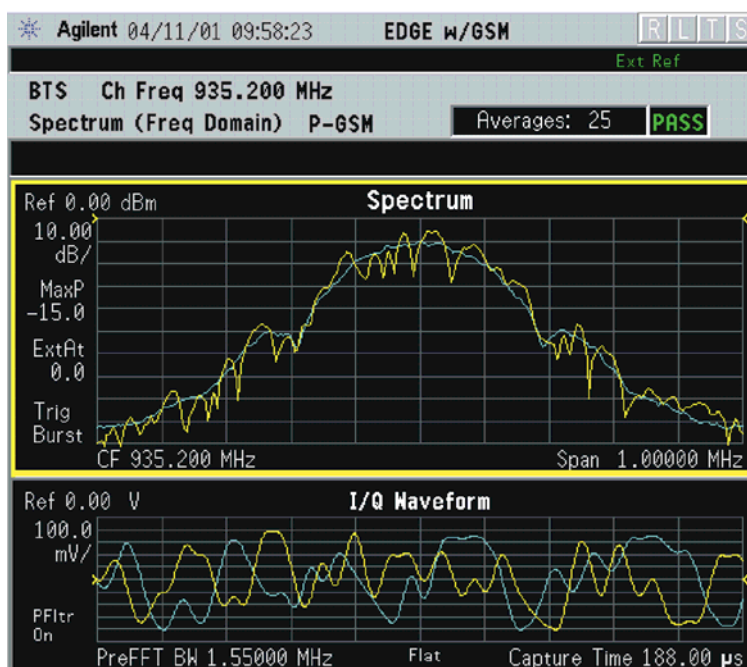 Agilent 04/11/01 09:58:23 EDGE w/GSM R L T S
Ext Ref
BTS Ch Freq 935.200 MHz
Spectrum (Freq Domain) P-GSM Averages: 25 PASS
Ref 0.00 dBm Spectrum
10.00
dB/
MaxP
-15.0
ExtAt
0.0
Trig
Burst
CF 935.200 MHz Span 1.00000 MHz
Ref 0.00 V I/Q Waveform
100.0
mV/
PFltr
On
PreFFT BW 1.55000 MHz Flat Capture Time 188.00 µs